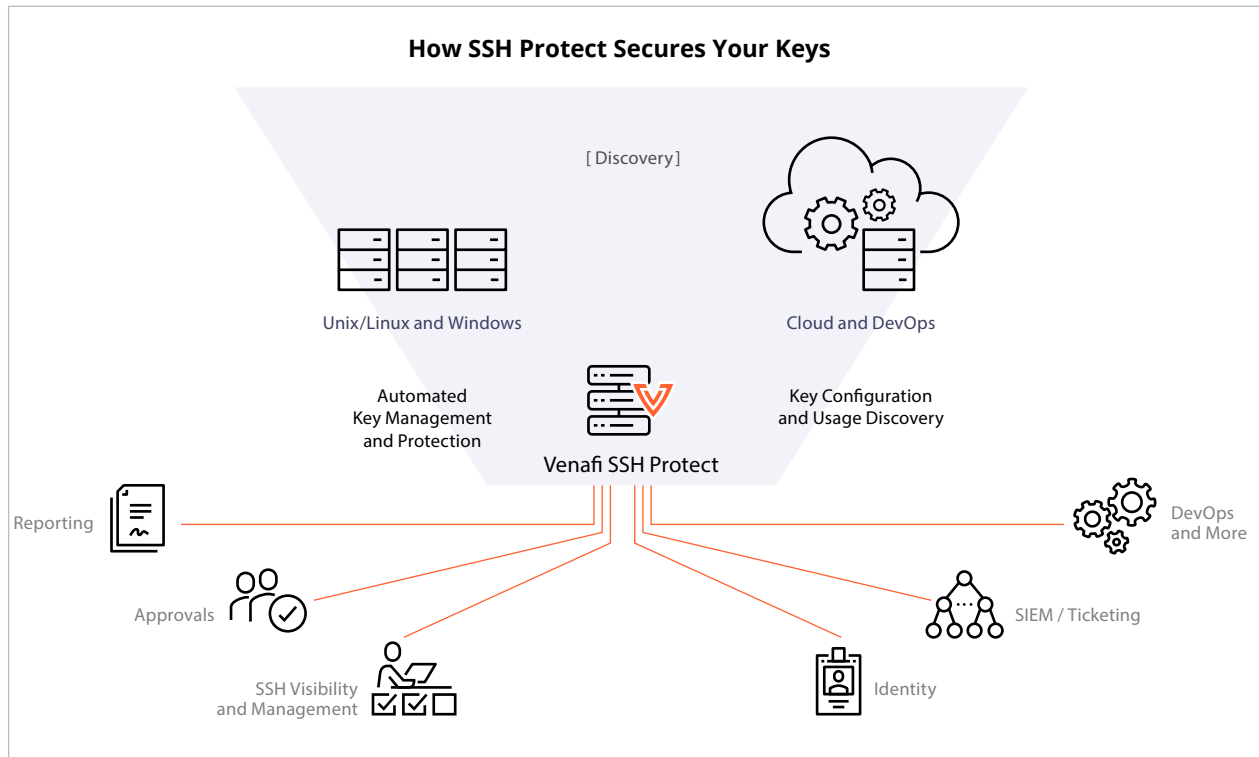 How SSH Protect Secures Your Keys
[ Discovery]
Unix/Linux and Windows
Cloud and DevOps
Automated
Key Management
and Protection
Key Configuration
and Usage Discovery
Venafi SSH Protect
Reporting
DevOps
and More
Approvals
SIEM / Ticketing
SSH Visibility
and Management
Identity